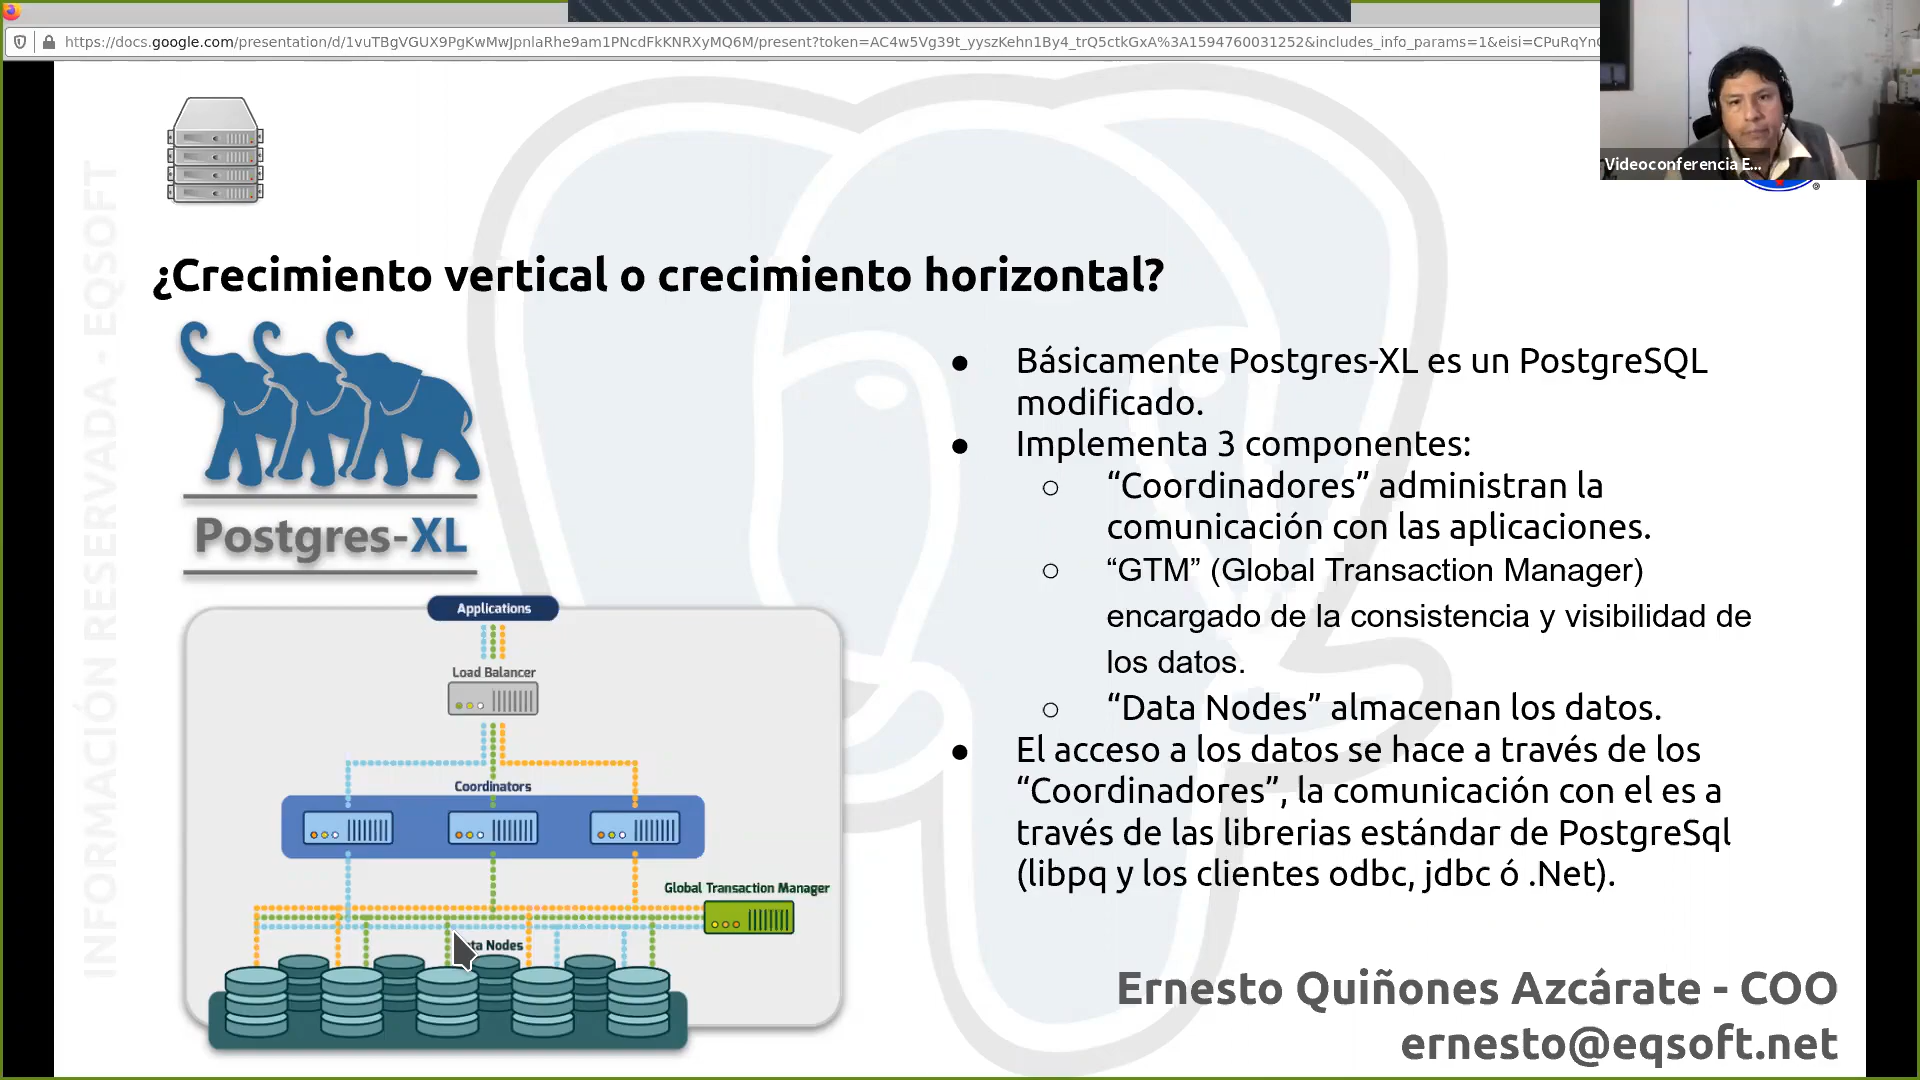 https://docs.google.com/presentation/d/1vuTBgVGUX9PgKwMwJpnlaRhe9am1PNcdFkKNRXyMQ6M/present?token=AC4w5Vg39t_yyszKehn1By4_trQ5ctkGxA%3A1594760031252&includes_info_params=1&eisi=CPuRqYn
Videoconferencia E...
®
INFORMACIÓN RESERVADA - EQSOFT
¿Crecimiento vertical o crecimiento horizontal?
Postgres-XL
Applications
Load Balancer
Coordinators
Global Transaction Manager
ta Nodes
● Básicamente Postgres-XL es un PostgreSQL
modificado.
● Implementa 3 componentes:
○ “Coordinadores” administran la
comunicación con las aplicaciones.
○ “GTM” (Global Transaction Manager)
encargado de la consistencia y visibilidad de
los datos.
○ “Data Nodes” almacenan los datos.
● El acceso a los datos se hace a través de los
“Coordinadores”, la comunicación con el es a
través de las librerias estándar de PostgreSql
(libpq y los clientes odbc, jdbc ó .Net).
Ernesto Quiñones Azcárate - COO
ernesto@eqsoft.net